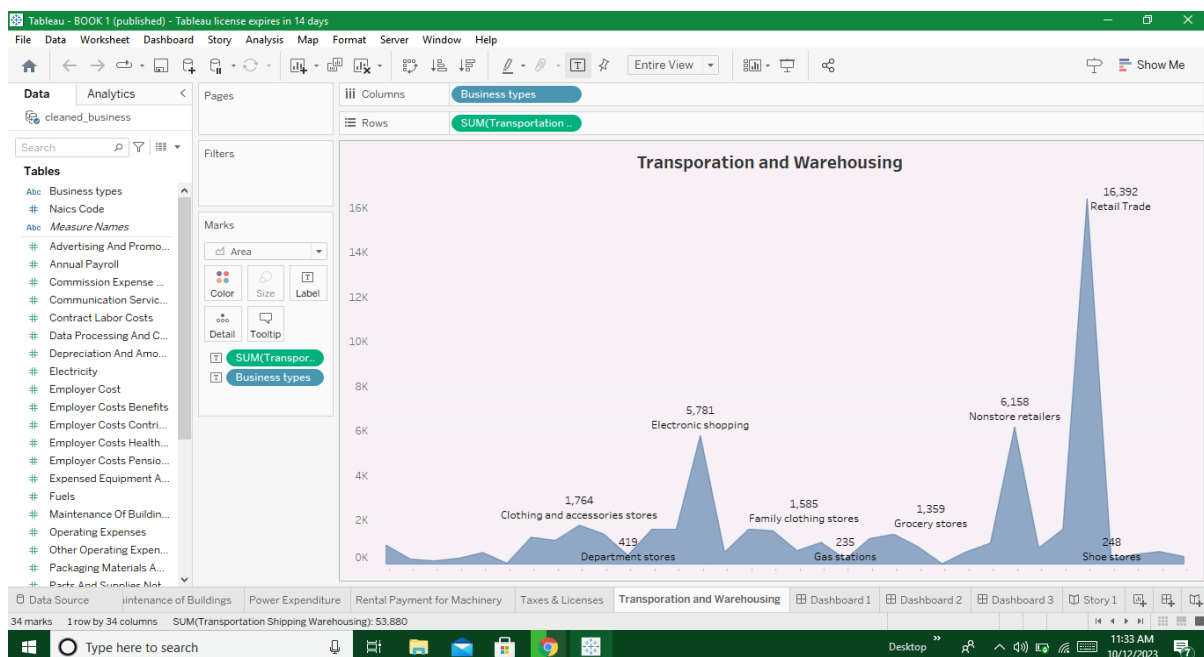 Tableau - BOOK 1 (published) - Tableau license expires in 14 days
File Data Worksheet Dashboard Story Analysis Map Format Server Window Help
Entire View
Show Me
Data Analytics
cleaned_business
Search
Tables
Abc Business types
# Naics Code
Abc Measure Names
# Advertising And Promo...
# Annual Payroll
# Commission Expense ...
# Communication Servic...
# Contract Labor Costs
# Data Processing And C...
# Depreciation And Amo...
# Electricity
# Employer Cost
# Employer Costs Benefits
# Employer Costs Contri...
# Employer Costs Health...
# Employer Costs Pensio...
# Expensed Equipment A...
# Fuels
# Maintenance Of Buildin...
# Operating Expenses
# Other Operating Expen...
# Packaging Materials A...
# Parts And Supplies Not
Pages
Filters
Marks
Area
Color Size Label
Detail Tooltip
SUM(Transpor..
Business types
Columns Business types
Rows SUM(Transportation ..
Transporation and Warehousing
16K
14K
12K
10K
8K
6K
4K
2K
0K
16,392
Retail Trade
6,158
Nonstore retailers
5,781
Electronic shopping
1,764
Clothing and accessories stores
1,585
Family clothing stores
1,359
Grocery stores
419
Department stores
235
Gas stations
248
Shoe stores
Data Source intenance of Buildings Power Expenditure Rental Payment for Machinery Taxes & Licenses Transporation and Warehousing Dashboard 1 Dashboard 2 Dashboard 3 Story 1
34 marks 1 row by 34 columns SUM(Transportation Shipping Warehousing): 53,880
Type here to search
Desktop
11:33 AM
10/12/2023
7